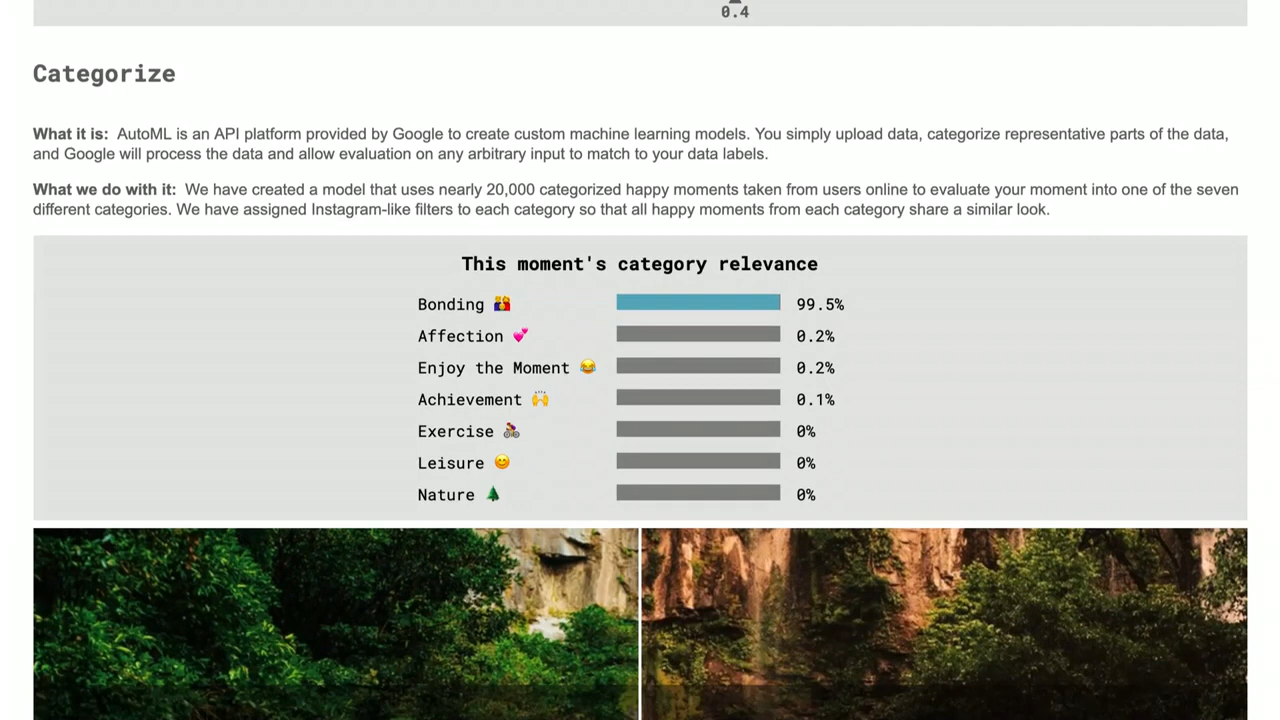 0.4
Categorize
What it is: AutoML is an API platform provided by Google to create custom machine learning models. You simply upload data, categorize representative parts of the data,
and Google will process the data and allow evaluation on any arbitrary input to match to your data labels.
What we do with it: We have created a model that uses nearly 20,000 categorized happy moments taken from users online to evaluate your moment into one of the seven
different categories. We have assigned Instagram-like filters to each category so that all happy moments from each category share a similar look.
This moment's category relevance
Bonding 👫 99.5%
Affection 💕 0.2%
Enjoy the Moment 😂 0.2%
Achievement 🙌 0.1%
Exercise 🚴 0%
Leisure 😊 0%
Nature 🌲 0%